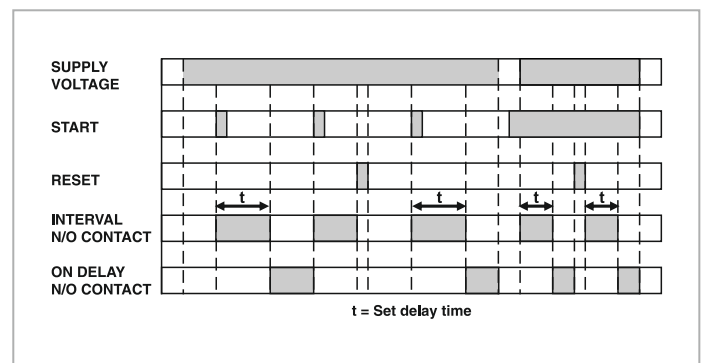 SUPPLY
VOLTAGE
START
RESET
t
t
t
t
INTERVAL
N/O CONTACT
ON DELAY
N/O CONTACT
t = Set delay time